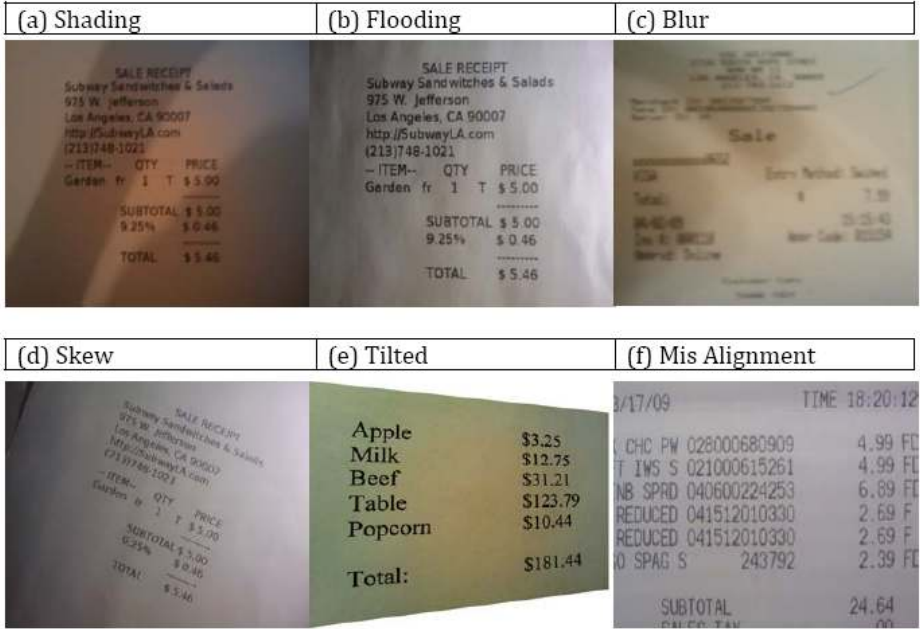 (a) Shading
SALE RECEIPT
Subway Sandwitches & Salads
975 W. Jefferson
Los Angeles, CA 90007
http://SubwayLA.com
(213)748-1021
-- ITEM-- QTY PRICE
Garden fr 1 T $ 5.00
--------
SUBTOTAL $ 5.00
9.25% $ 0.46
--------
TOTAL $ 5.46
(b) Flooding
SALE RECEIPT
Subway Sandwitches & Salads
975 W. Jefferson
Los Angeles, CA 90007
http://SubwayLA.com
(213)748-1021
-- ITEM-- QTY PRICE
Garden fr 1 T $ 5.00
--------
SUBTOTAL $ 5.00
9.25% $ 0.46
---------
TOTAL $ 5.46
(c) Blur
Sale
VISA
Total: $ 7.99
(d) Skew
SALE RECEIPT
Subway Sandwitches & Salads
975 W. Jefferson
Los Angeles, CA 90007
http://SubwayLA.com
(213)748-1021
-- ITEM-- QTY PRICE
Garden fr 1 T $ 5.00
--------
SUBTOTAL $ 5.00
9.25% $ 0.46
--------
TOTAL $ 5.46
(e) Tilted
Apple $3.25
Milk $12.75
Beef $31.21
Table $123.79
Popcorn $10.44
Total: $181.44
(f) Mis Alignment
/17/09 TIME 18:20:12
CHC PW 028000680909 4.99 F
IWS S 021000615261 4.99 F
NB SPRD 040600224253 6.89 F
REDUCED 041512010330 2.69 F
REDUCED 041512010330 2.69 F
O SPAG S 243792 2.39 F
SUBTOTAL 24.64
SALES TAX .00